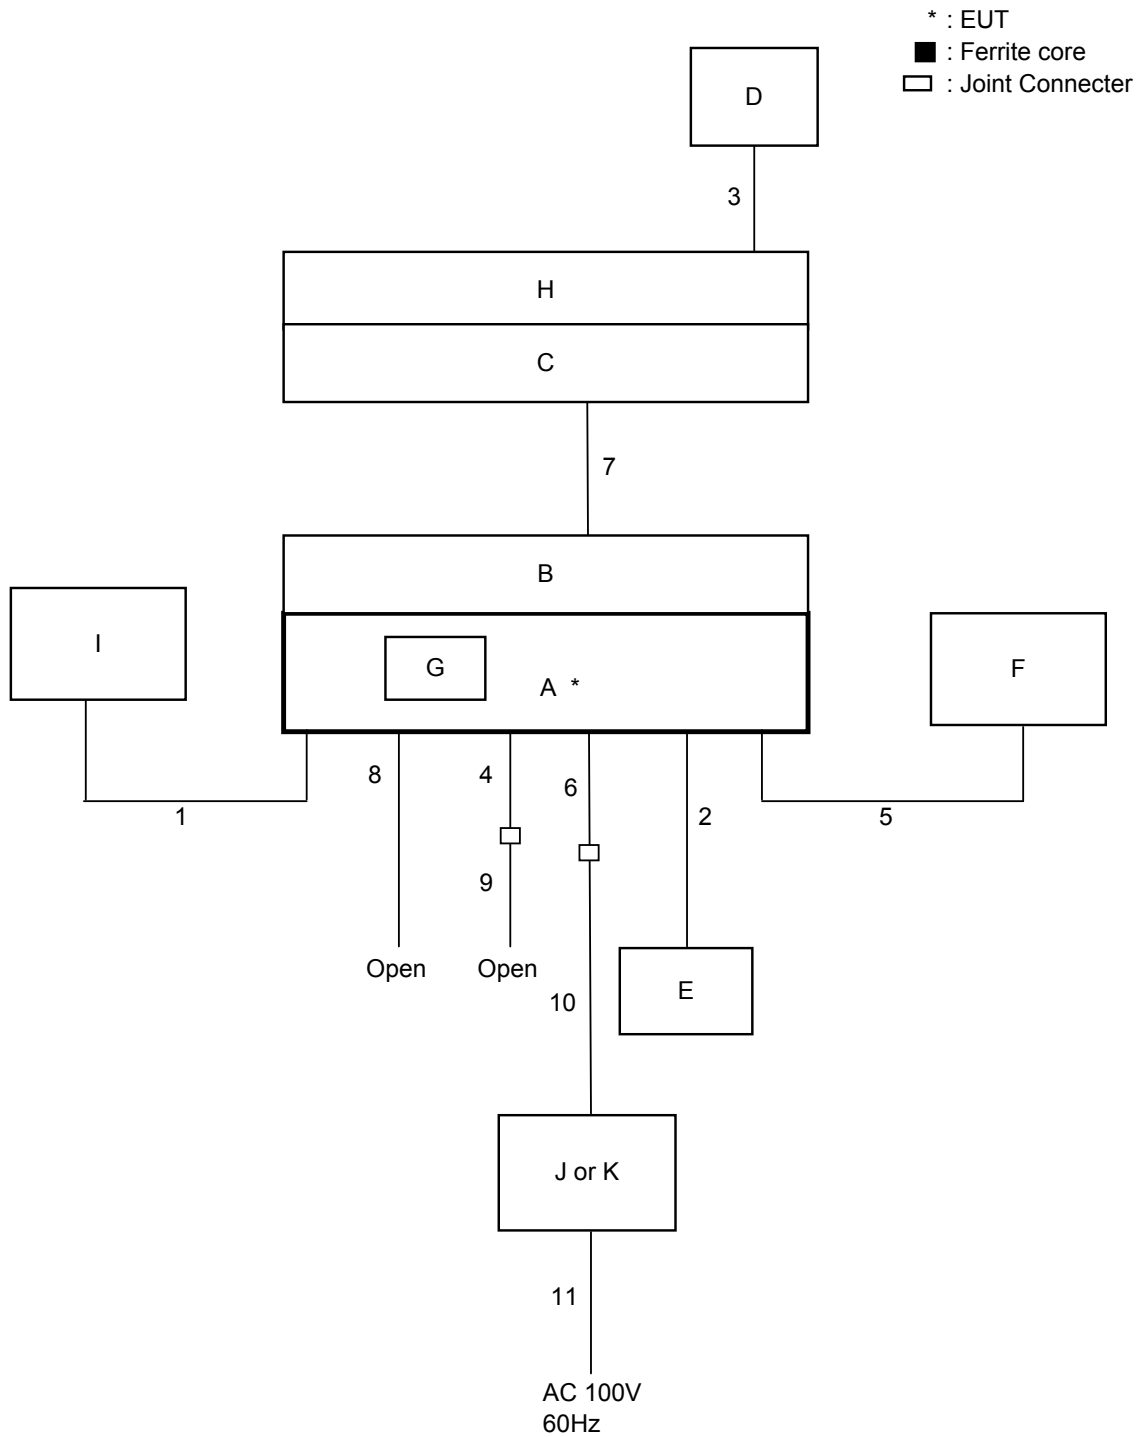 * : EUT
: Ferrite core
: Joint Connecter
D
3
H
C
7
B
I
G
A *
F
8
4
6
1
2
5
9
Open
Open
10
E
J or K
11
AC 100V
60Hz